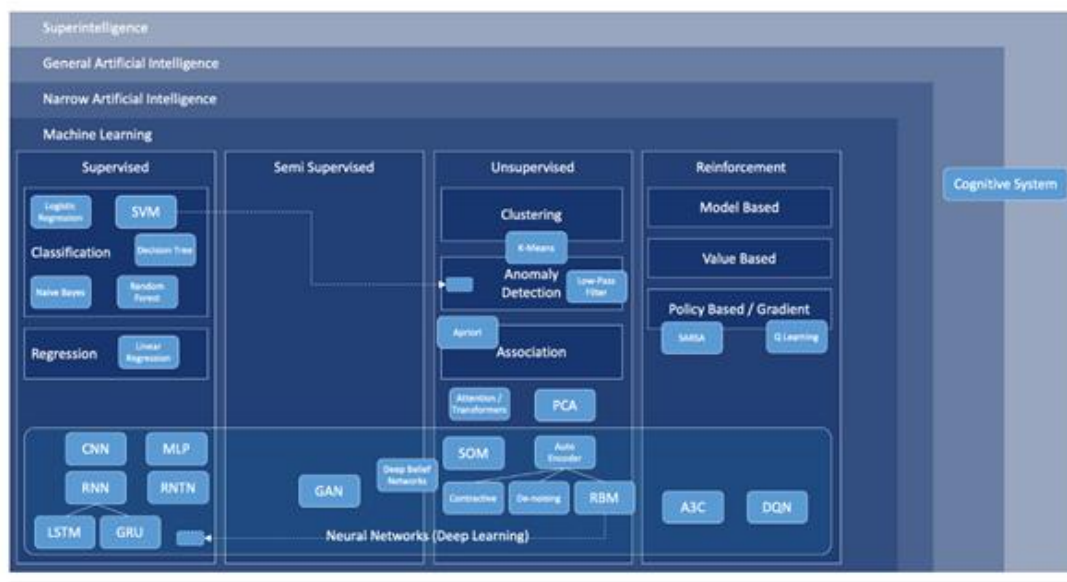 Superintelligence
General Artificial Intelligence
Narrow Artificial Intelligence
Machine Learning
Supervised
Semi Supervised
Unsupervised
Reinforcement
Cognitive System
Logistic
Regression
SVM
Classification
Decision Tree
Naive Bayes
Random
Forest
Regression
Linear
Regression
Clustering
K-Means
Anomaly
Detection
Low-Pass
Filter
Apriori
Association
Attention /
Transformers
PCA
Model Based
Value Based
Policy Based / Gradient
SARSA
Q Learning
CNN
MLP
RNN
RNTN
LSTM
GRU
GAN
Deep Belief
Networks
SOM
Auto
Encoder
Contractive
De-noising
RBM
A3C
DQN
Neural Networks (Deep Learning)